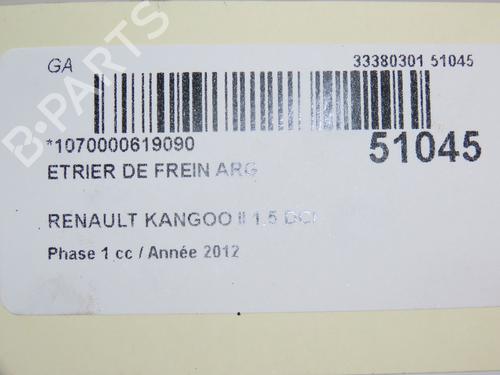 GA 33380301 51045
*1070000619090 51045
ETRIER DE FREIN ARG
RENAULT KANGOO II 1.5 DCI
Phase 1 cc / Année 2012
B-PARTS